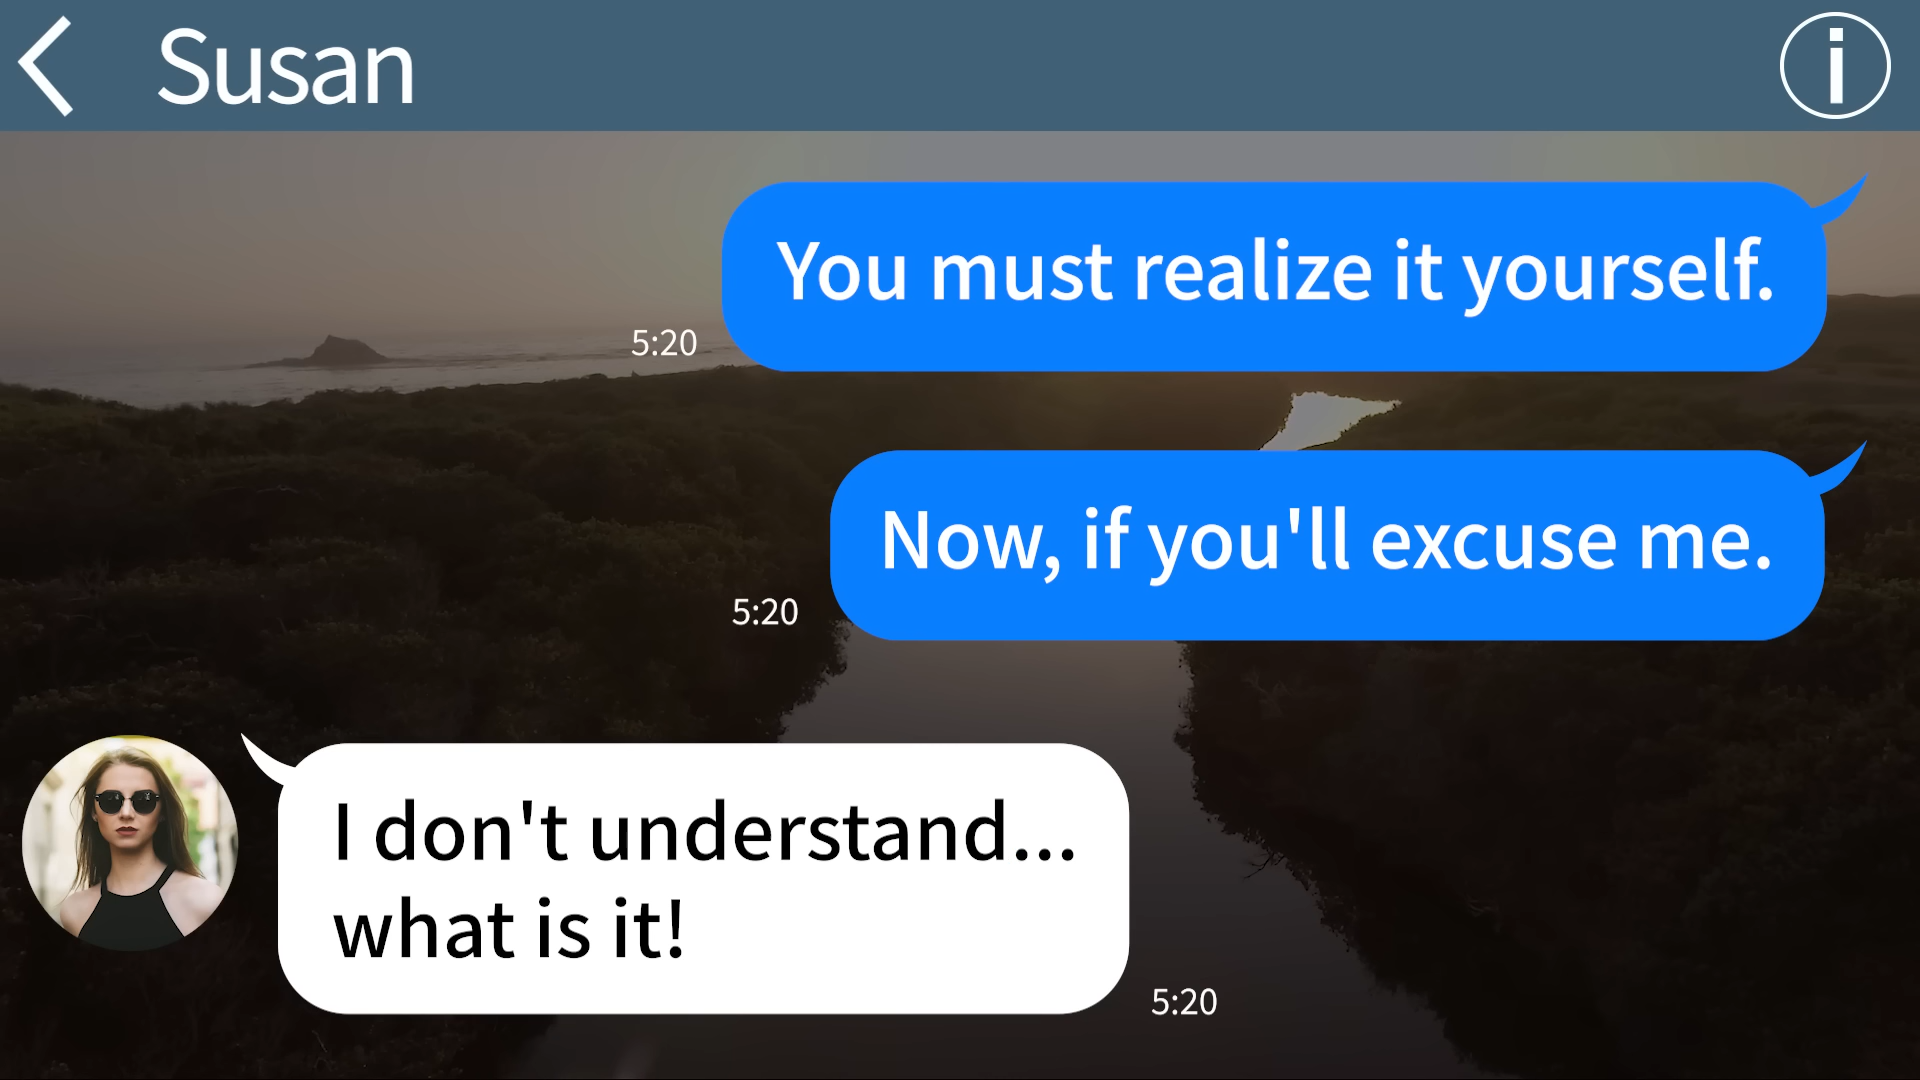 Susan
You must realize it yourself.
5:20
Now, if you'll excuse me.
5:20
I don't understand...
what is it!
5:20